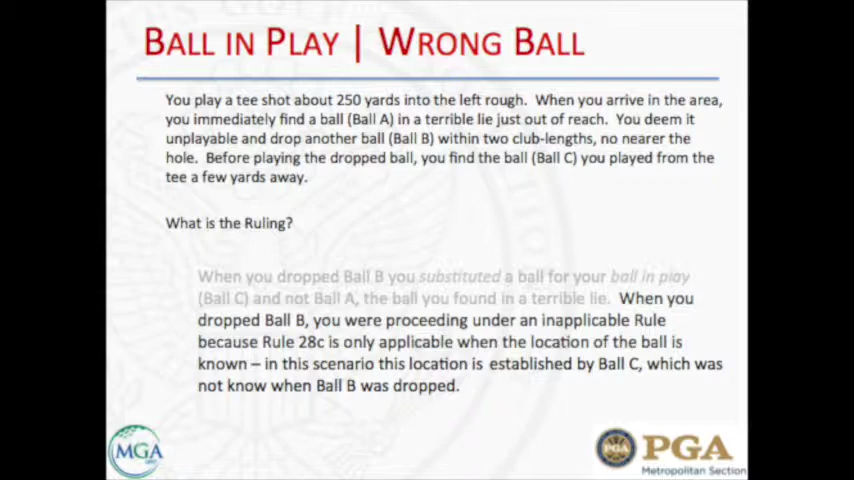 BALL IN PLAY | WRONG BALL
You play a tee shot about 250 yards into the left rough. When you arrive in the area,
you immediately find a ball (Ball A) in a terrible lie just out of reach. You deem it
unplayable and drop another ball (Ball B) within two club-lengths, no nearer the
hole. Before playing the dropped ball, you find the ball (Ball C) you played from the
tee a few yards away.
What is the Ruling?
When you dropped Ball B you substituted a ball for your ball in play
(Ball C) and not Ball A, the ball you found in a terrible lie. When you
dropped Ball B, you were proceeding under an inapplicable Rule
because Rule 28c is only applicable when the location of the ball is
known – in this scenario this location is established by Ball C, which was
not know when Ball B was dropped.
MGA
PGA
Metropolitan Section